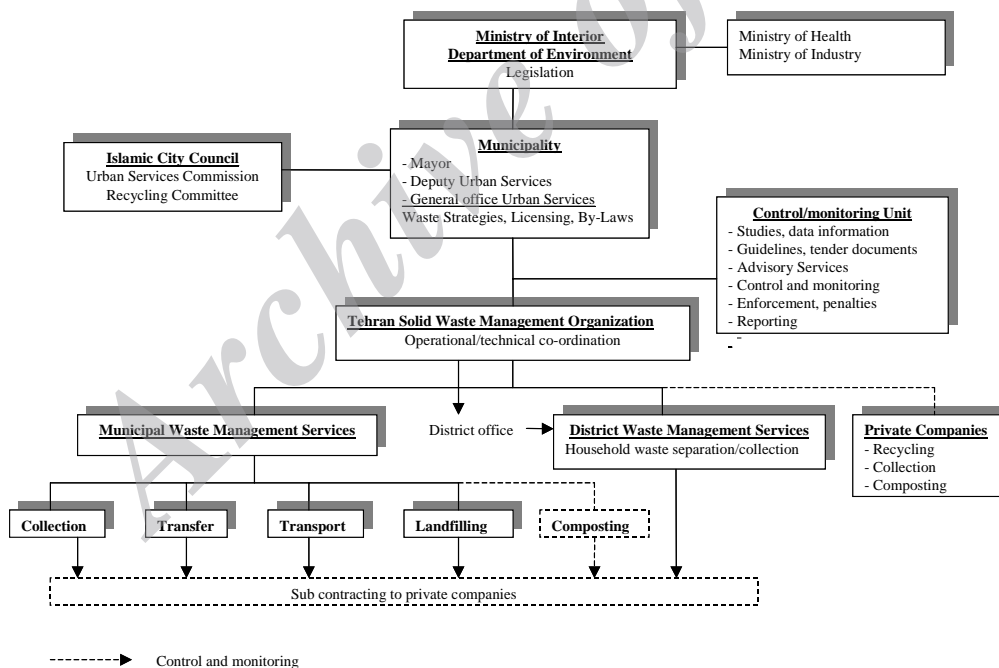 Ministry of Interior
Department of Environment
Legislation
Ministry of Health
Ministry of Industry
Islamic City Council
Urban Services Commission
Recycling Committee
Municipality
- Mayor
- Deputy Urban Services
- General office Urban Services
Waste Strategies, Licensing, By-Laws
Control/monitoring Unit
- Studies, data information
- Guidelines, tender documents
- Advisory Services
- Control and monitoring
- Enforcement, penalties
- Reporting
-
-
Tehran Solid Waste Management Organization
Operational/technical co-ordination
Municipal Waste Management Services
District office
District Waste Management Services
Household waste separation/collection
Private Companies
- Recycling
- Collection
- Composting
Collection
Transfer
Transport
Landfilling
Composting
Sub contracting to private companies
Control and monitoring
Archive of